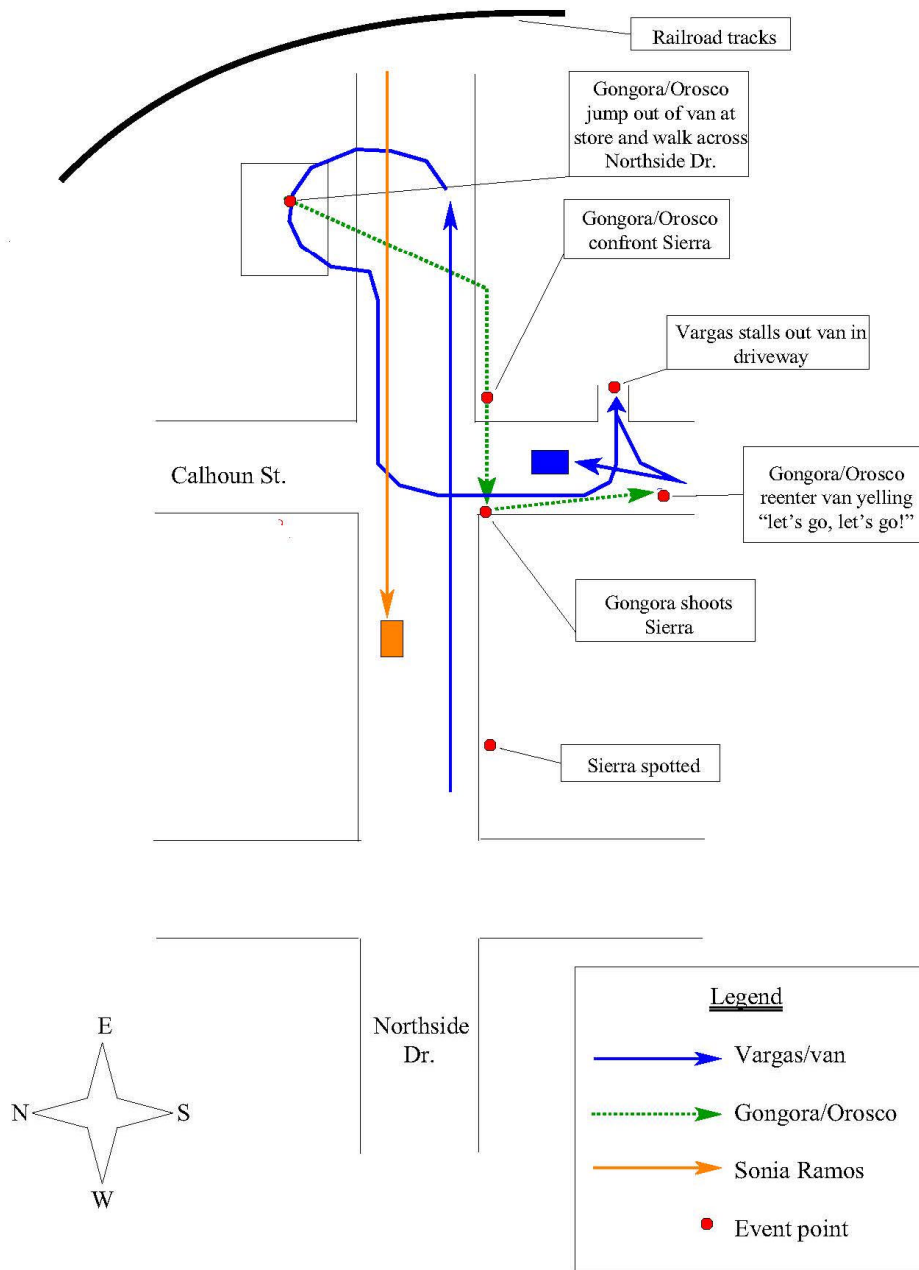 Railroad tracks
Gongora/Orosco
jump out of van at
store and walk across
Northside Dr.
Gongora/Orosco
confront Sierra
Vargas stalls out van in
driveway
Calhoun St.
Gongora/Orosco
reenter van yelling
“let’s go, let’s go!”
Gongora shoots
Sierra
Sierra spotted
Northside
Dr.
E
N
S
W
Legend
Vargas/van
Gongora/Orosco
Sonia Ramos
Event point